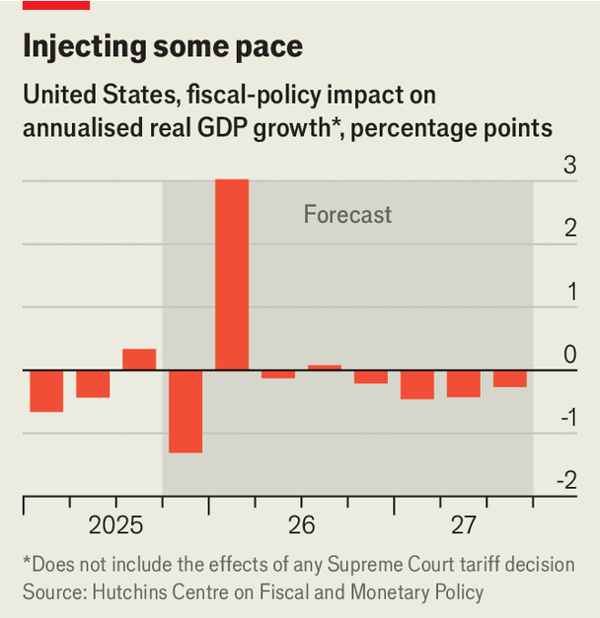 Injecting some pace
United States, fiscal-policy impact on
annualised real GDP growth*, percentage points
3
Forecast
2
1
0
-1
-2
2025
26
27
*Does not include the effects of any Supreme Court tariff decision
Source: Hutchins Centre on Fiscal and Monetary Policy